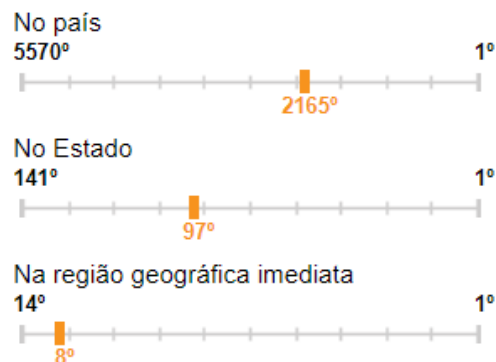 No país
5570º 1º
2165º
No Estado
141º 1º
97º
Na região geográfica imediata
14º 1º
8º